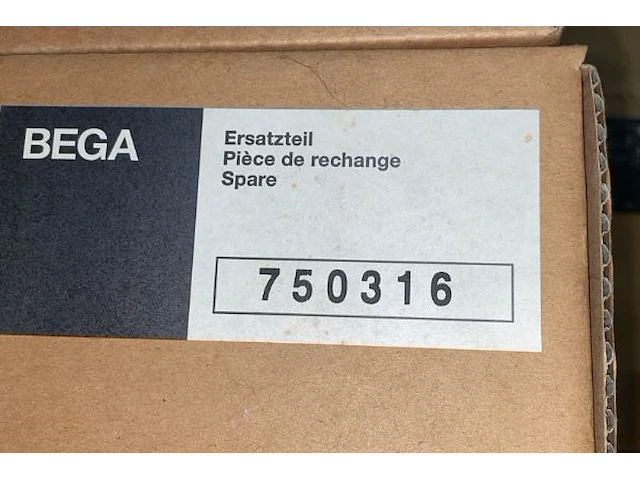 BEGA
Ersatzteil
Pièce de rechange
Spare
750316